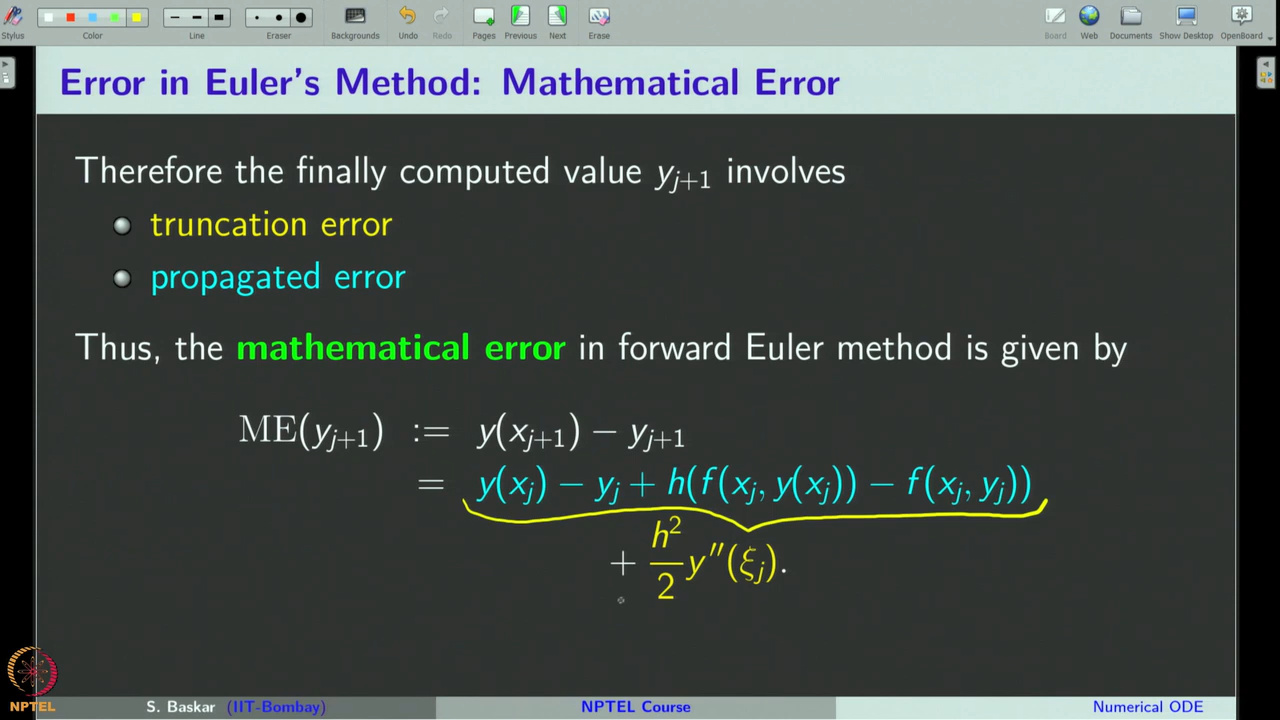 Stylus Color Line Eraser Backgrounds Undo Redo Pages Previous Next Erase Board Web Documents Show Desktop OpenBoard
Error in Euler's Method: Mathematical Error
Therefore the finally computed value y_{j+1} involves
truncation error
propagated error
Thus, the mathematical error in forward Euler method is given by
ME(y_{j+1}) := y(x_{j+1}) − y_{j+1}
= y(x_j) − y_j + h(f(x_j, y(x_j)) − f(x_j, y_j))
+ h²/2 y″(ξ_j).
NPTEL
S. Baskar (IIT-Bombay) NPTEL Course Numerical ODE